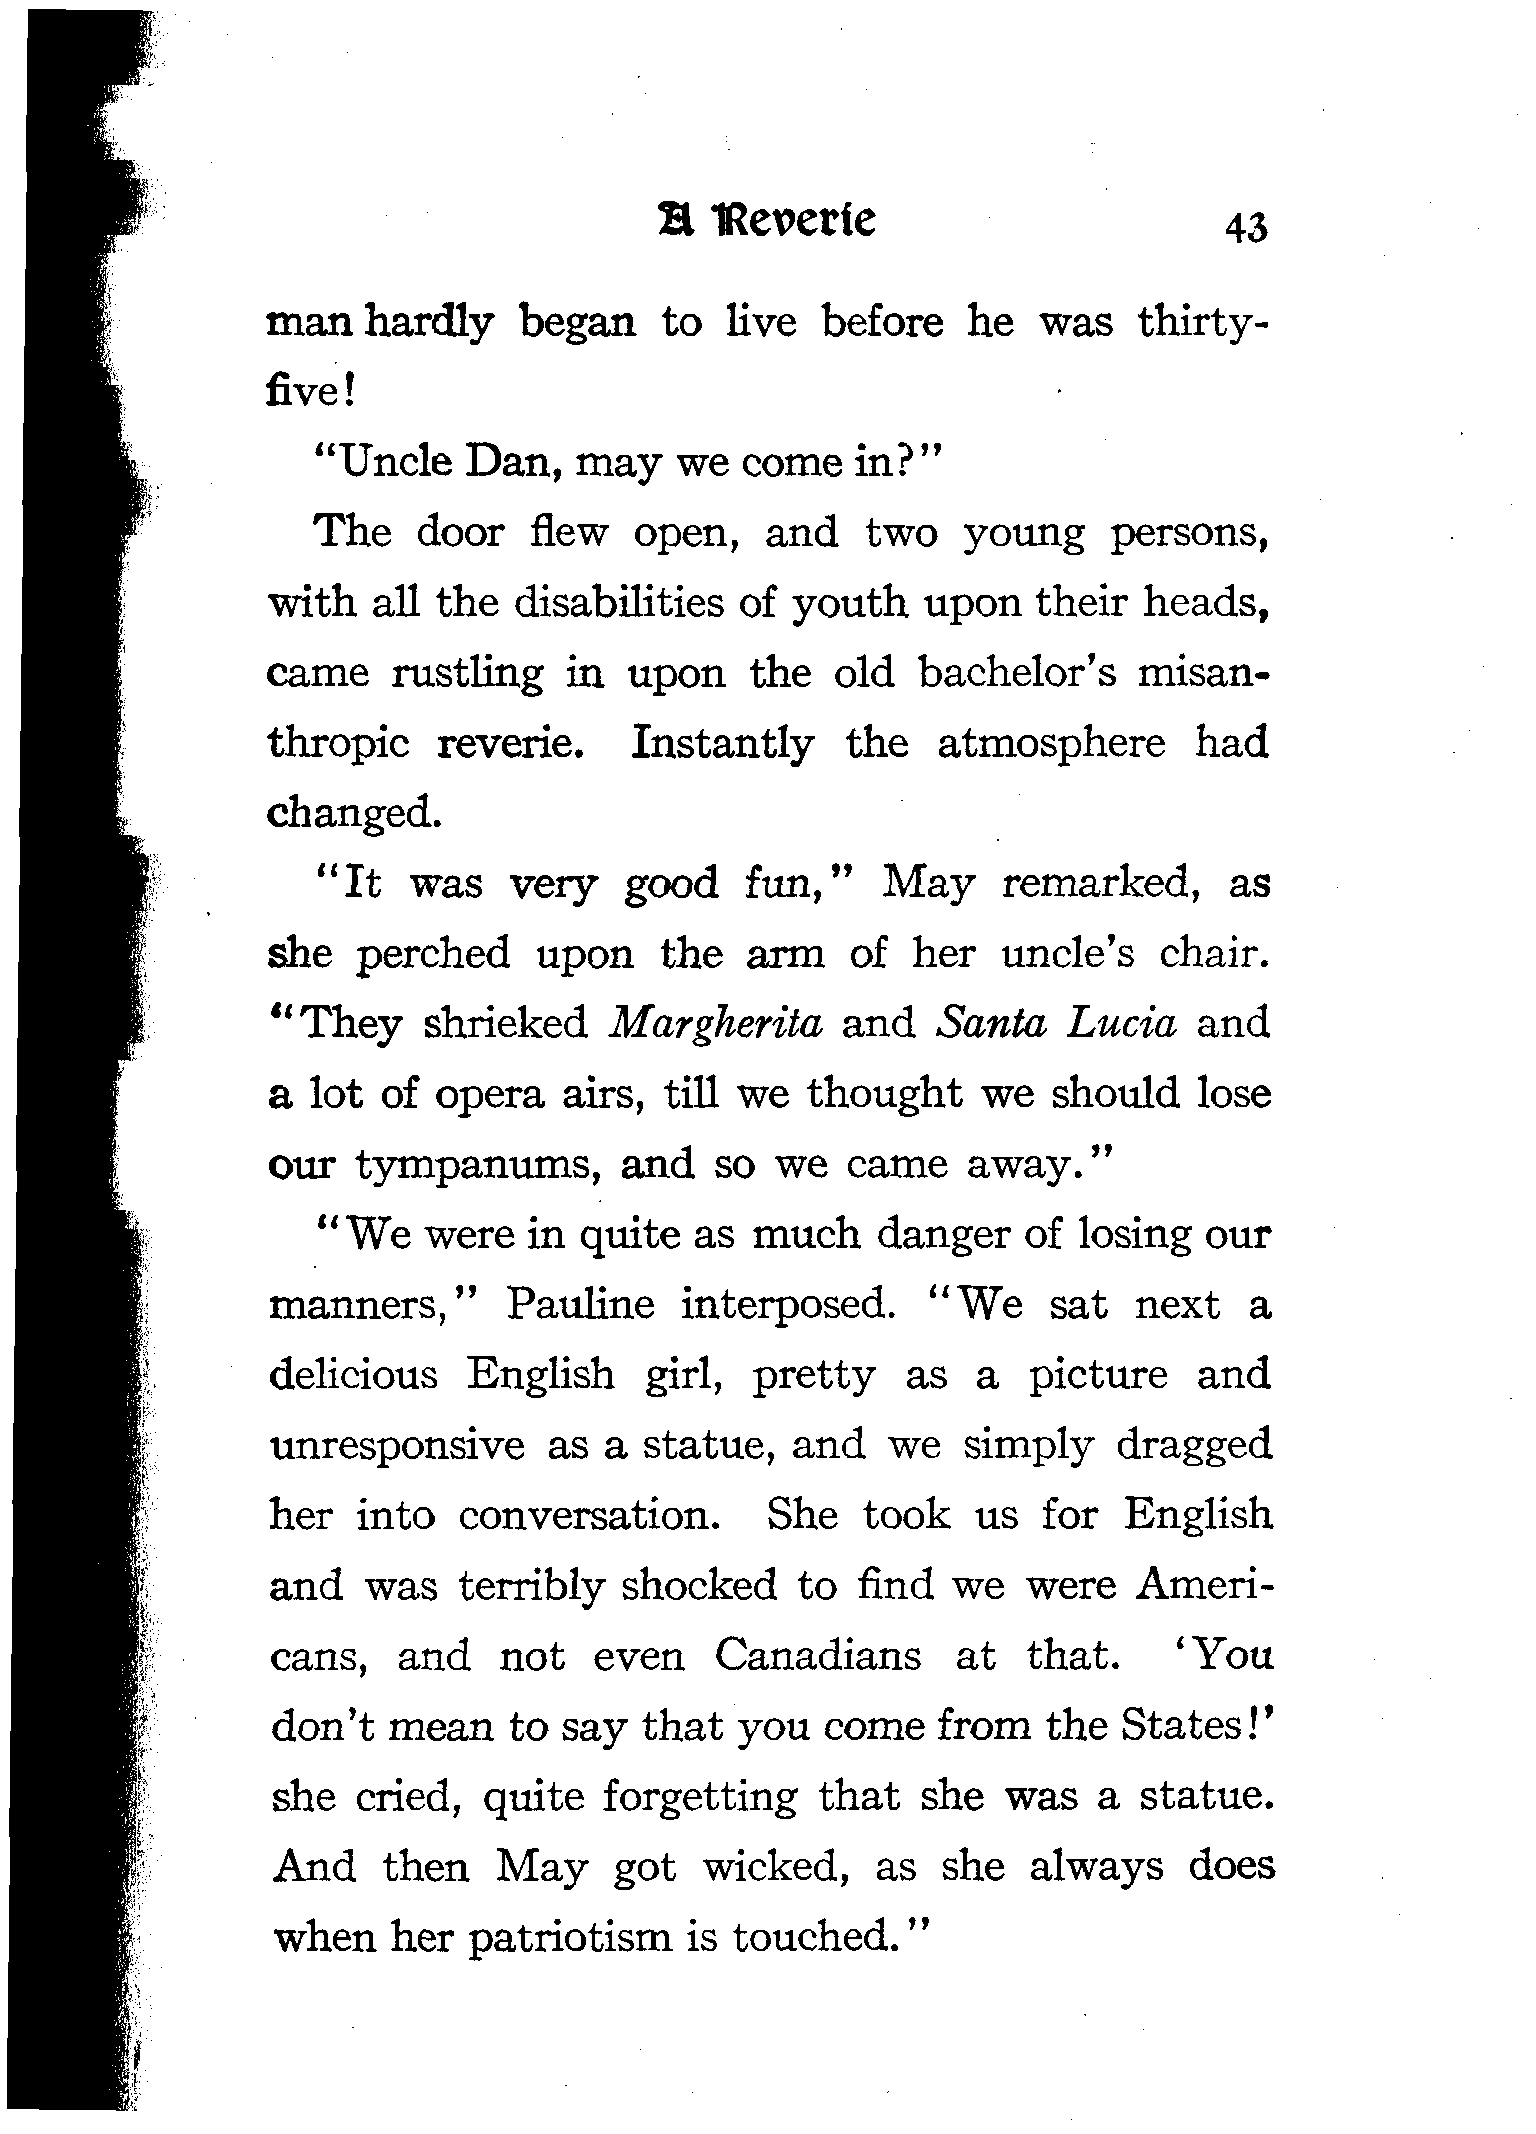 A Reverie 43
man hardly began to live before he was thirty-
five!
“Uncle Dan, may we come in?”
The door flew open, and two young persons,
with all the disabilities of youth upon their heads,
came rustling in upon the old bachelor’s misan-
thropic reverie. Instantly the atmosphere had
changed.
“It was very good fun,” May remarked, as
she perched upon the arm of her uncle’s chair.
“They shrieked Margherita and Santa Lucia and
a lot of opera airs, till we thought we should lose
our tympanums, and so we came away.”
“We were in quite as much danger of losing our
manners,” Pauline interposed. “We sat next a
delicious English girl, pretty as a picture and
unresponsive as a statue, and we simply dragged
her into conversation. She took us for English
and was terribly shocked to find we were Ameri-
cans, and not even Canadians at that. ‘You
don’t mean to say that you come from the States!’
she cried, quite forgetting that she was a statue.
And then May got wicked, as she always does
when her patriotism is touched.”